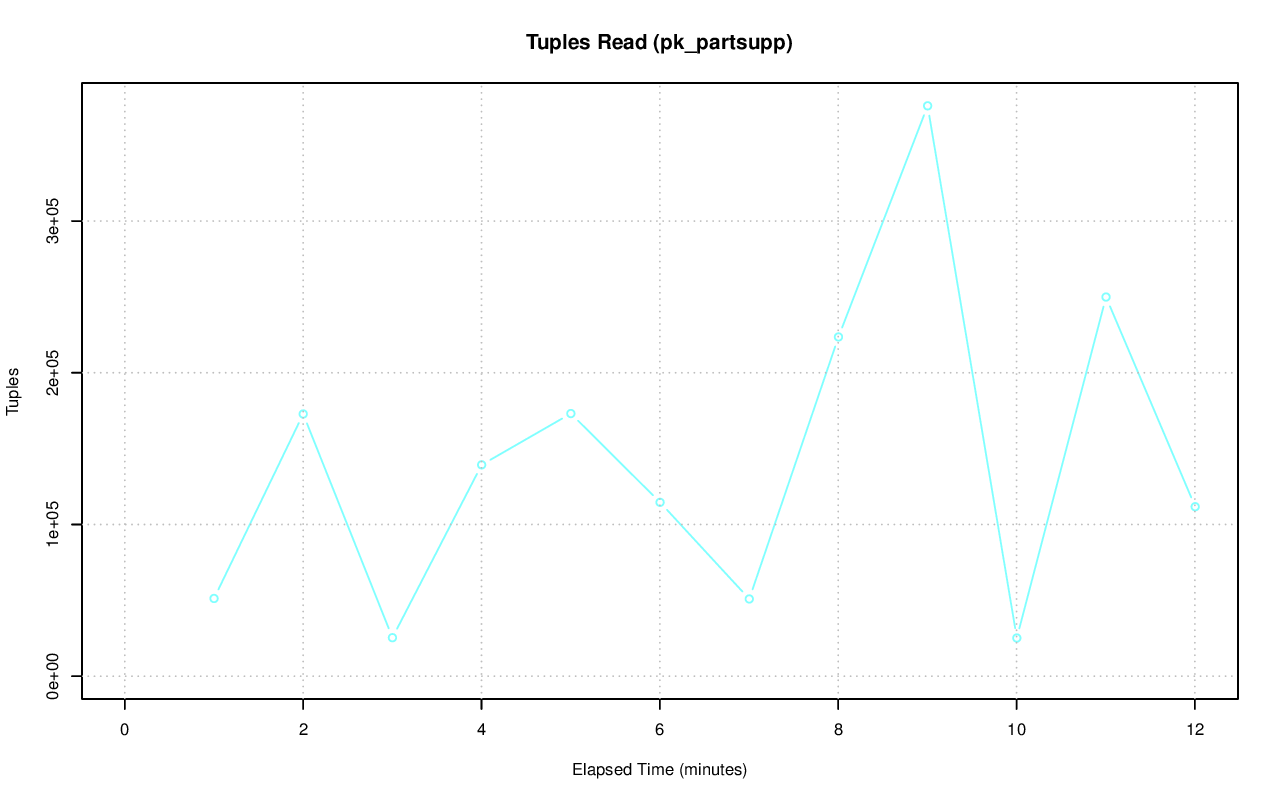 Tuples Read (pk_partsupp)
Tuples
3e+05
2e+05
1e+05
0e+00
0 2 4 6 8 10 12
Elapsed Time (minutes)